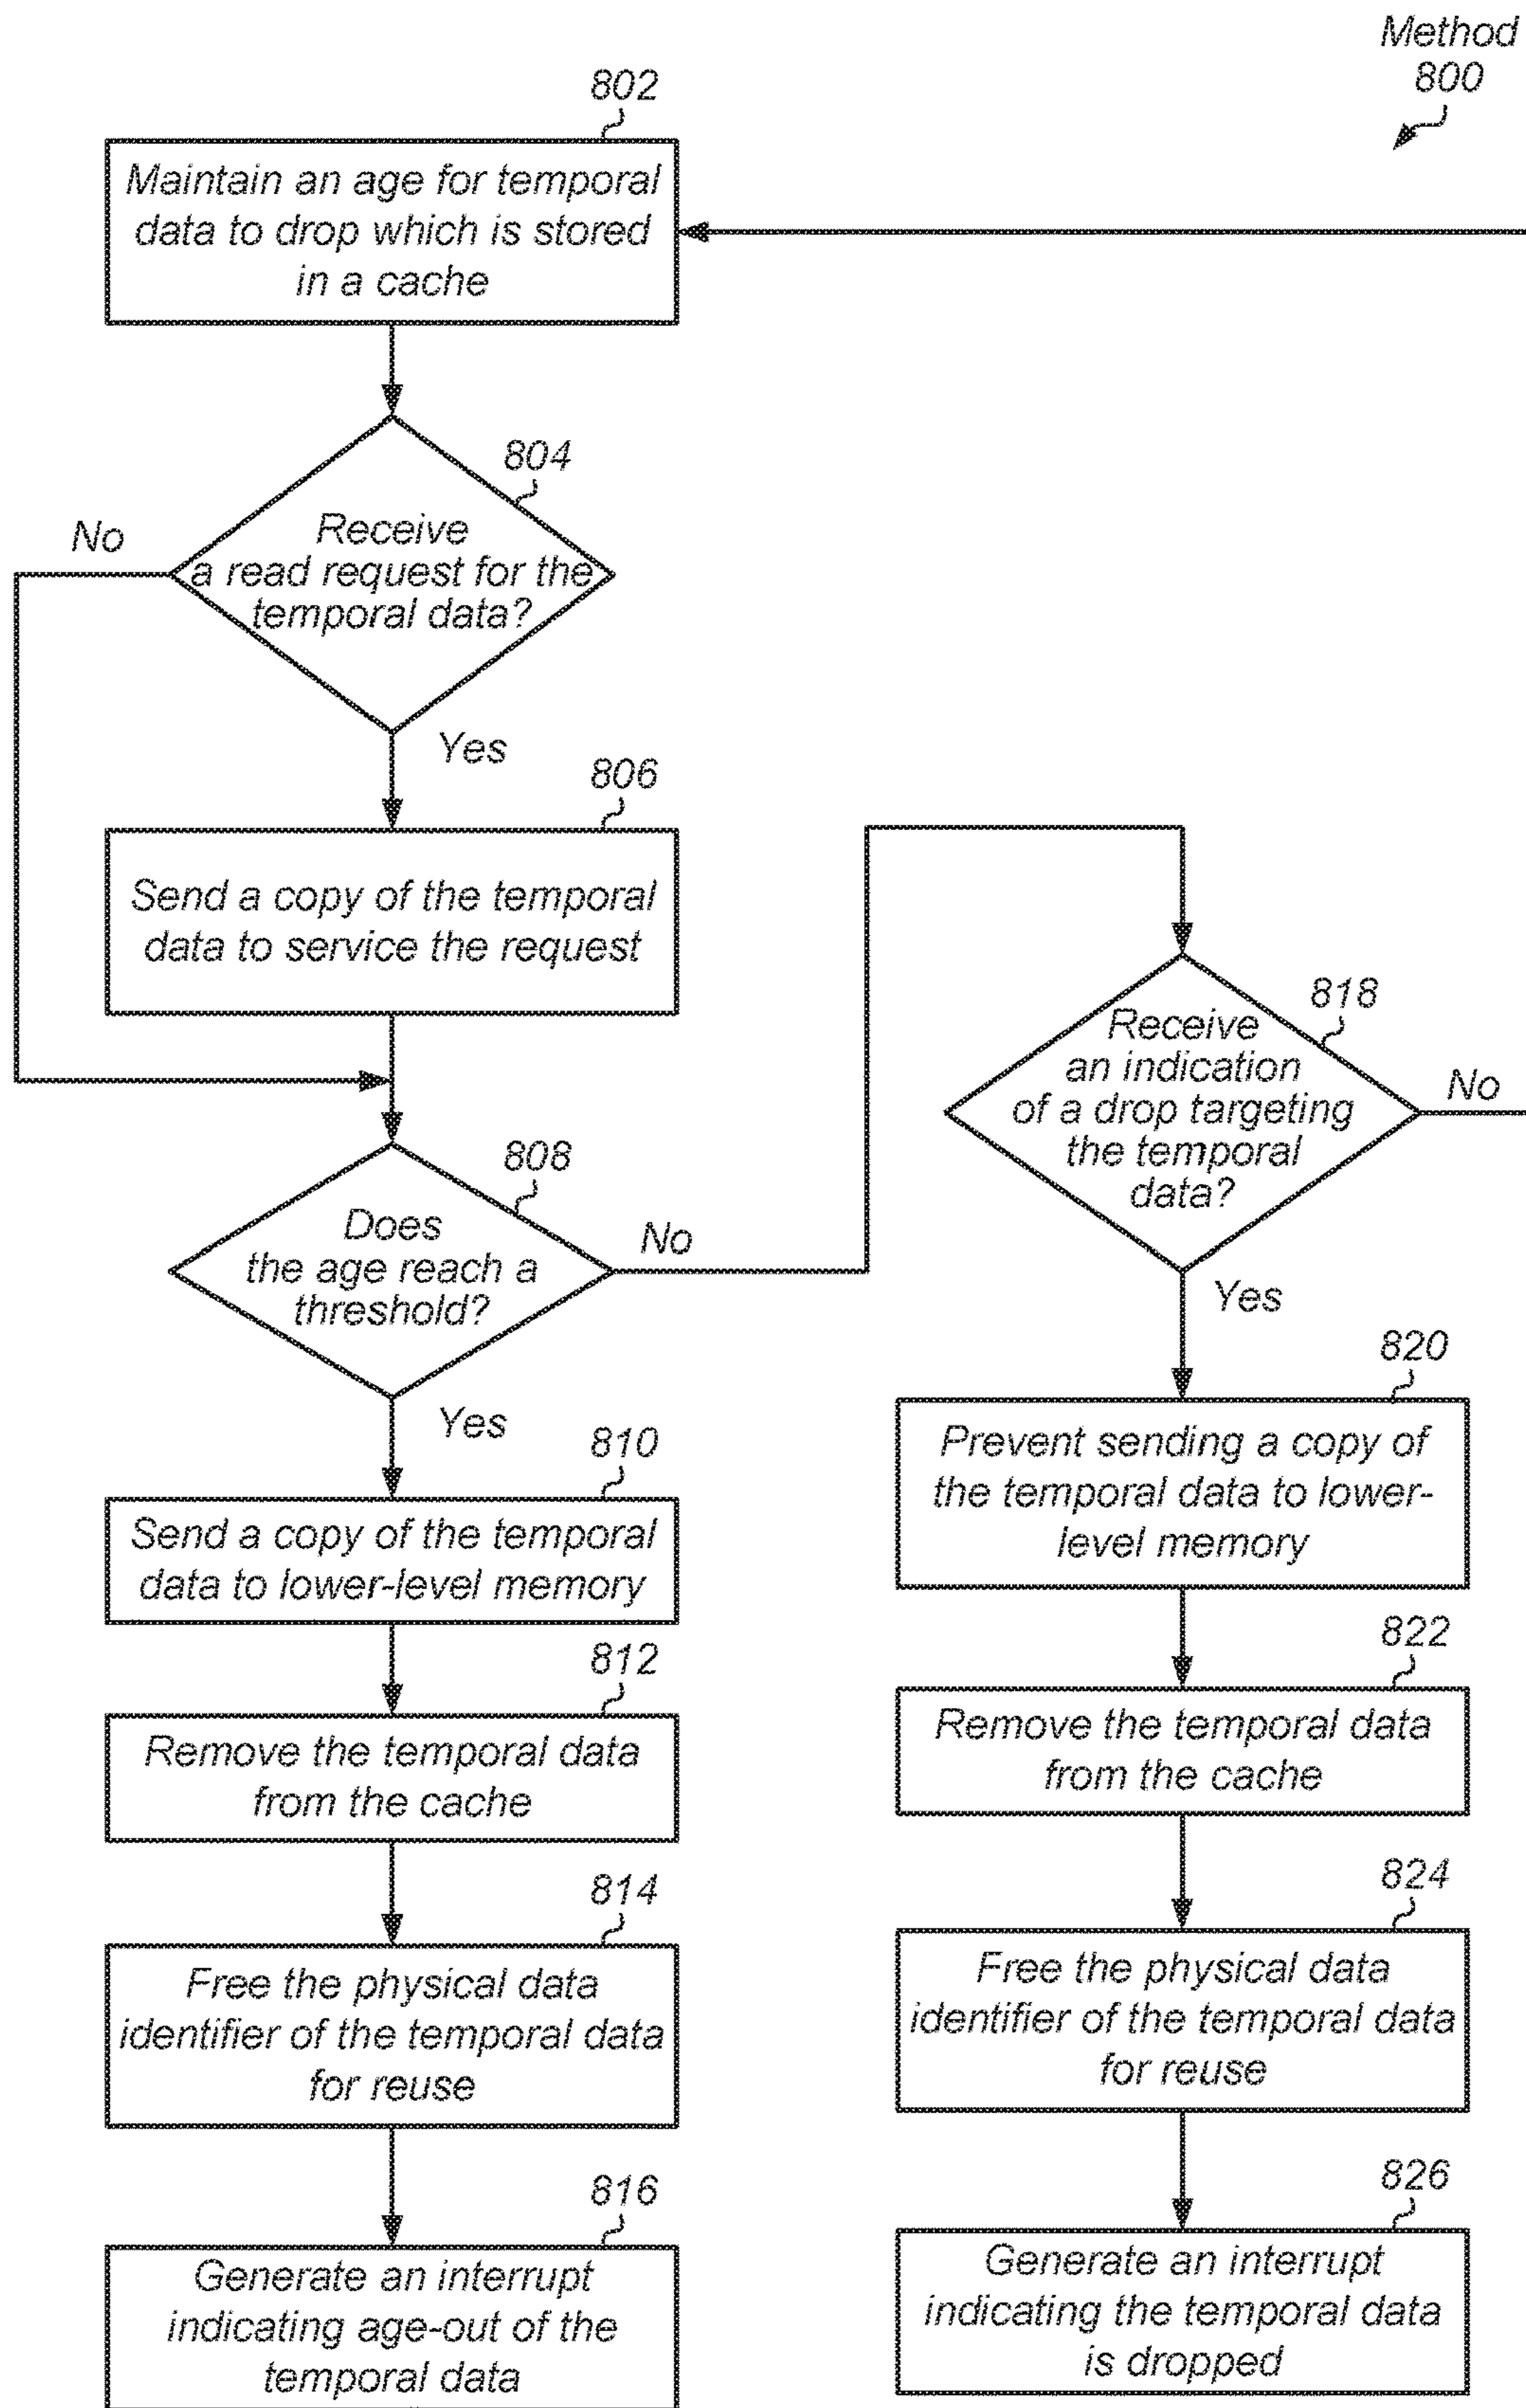 Method
800
802
Maintain an age for temporal
data to drop which is stored
in a cache
804
No
Receive
a read request for the
temporal data?
Yes
806
Send a copy of the temporal
data to service the request
808
Does
the age reach a
threshold?
No
Yes
810
Send a copy of the temporal
data to lower-level memory
812
Remove the temporal data
from the cache
814
Free the physical data
identifier of the temporal data
for reuse
816
Generate an interrupt
indicating age-out of the
temporal data
818
Receive
an indication
of a drop targeting
the temporal
data?
No
Yes
820
Prevent sending a copy of
the temporal data to lower-
level memory
822
Remove the temporal data
from the cache
824
Free the physical data
identifier of the temporal data
for reuse
826
Generate an interrupt
indicating the temporal data
is dropped